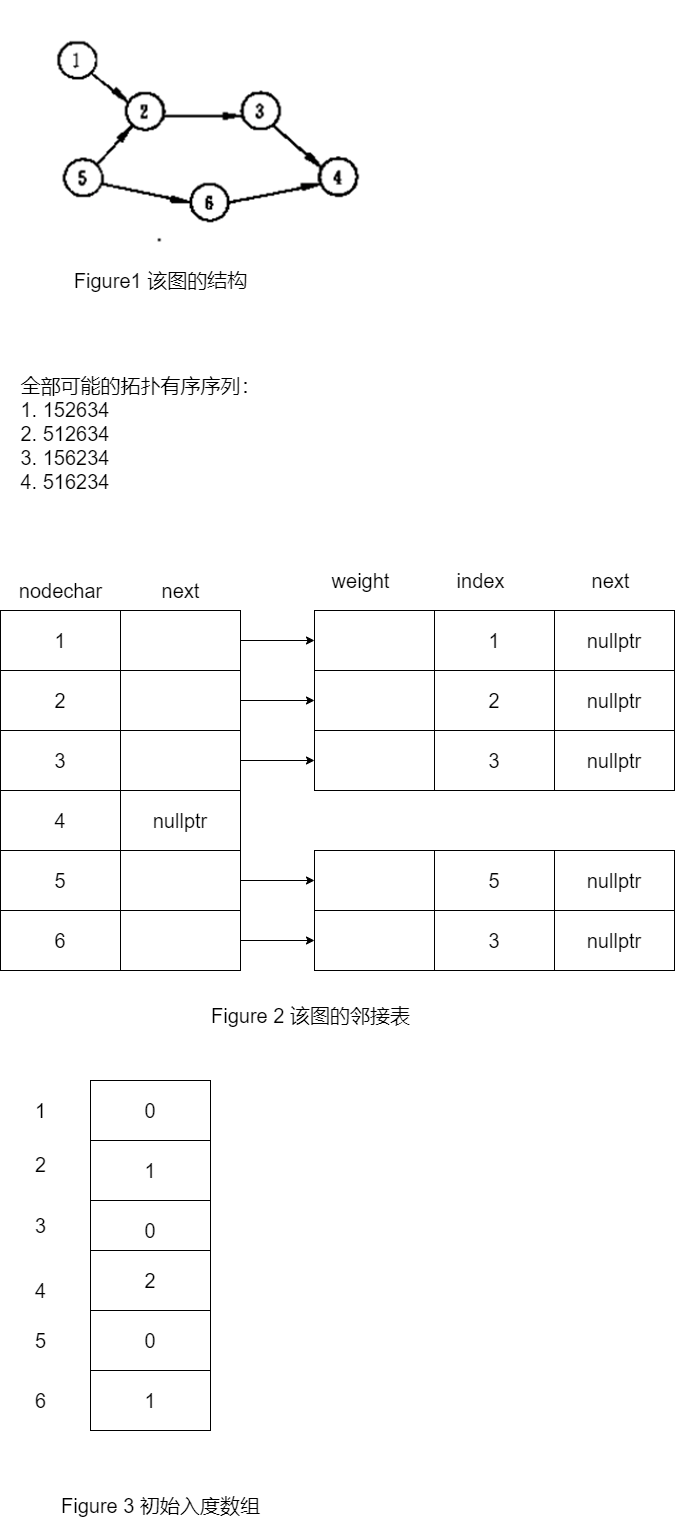 1
2
3
5
4
6
Figure1 该图的结构
全部可能的拓扑有序序列：
1. 152634
2. 512634
3. 156234
4. 516234
nodechar next weight index next
1 1 nullptr
2 2 nullptr
3 3 nullptr
4 nullptr
5 5 nullptr
6 3 nullptr
Figure 2 该图的邻接表
1 0
2 1
3 0
4 2
5 0
6 1
Figure 3 初始入度数组